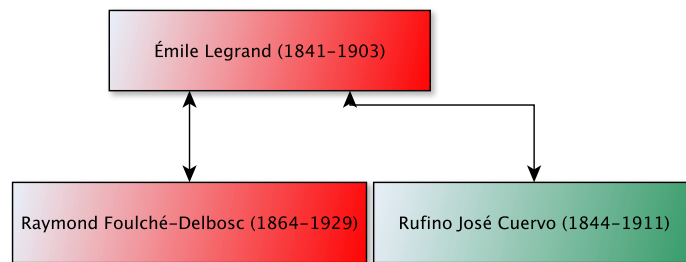 Émile Legrand (1841-1903)
Raymond Foulché-Delbosc (1864-1929)
Rufino José Cuervo (1844-1911)